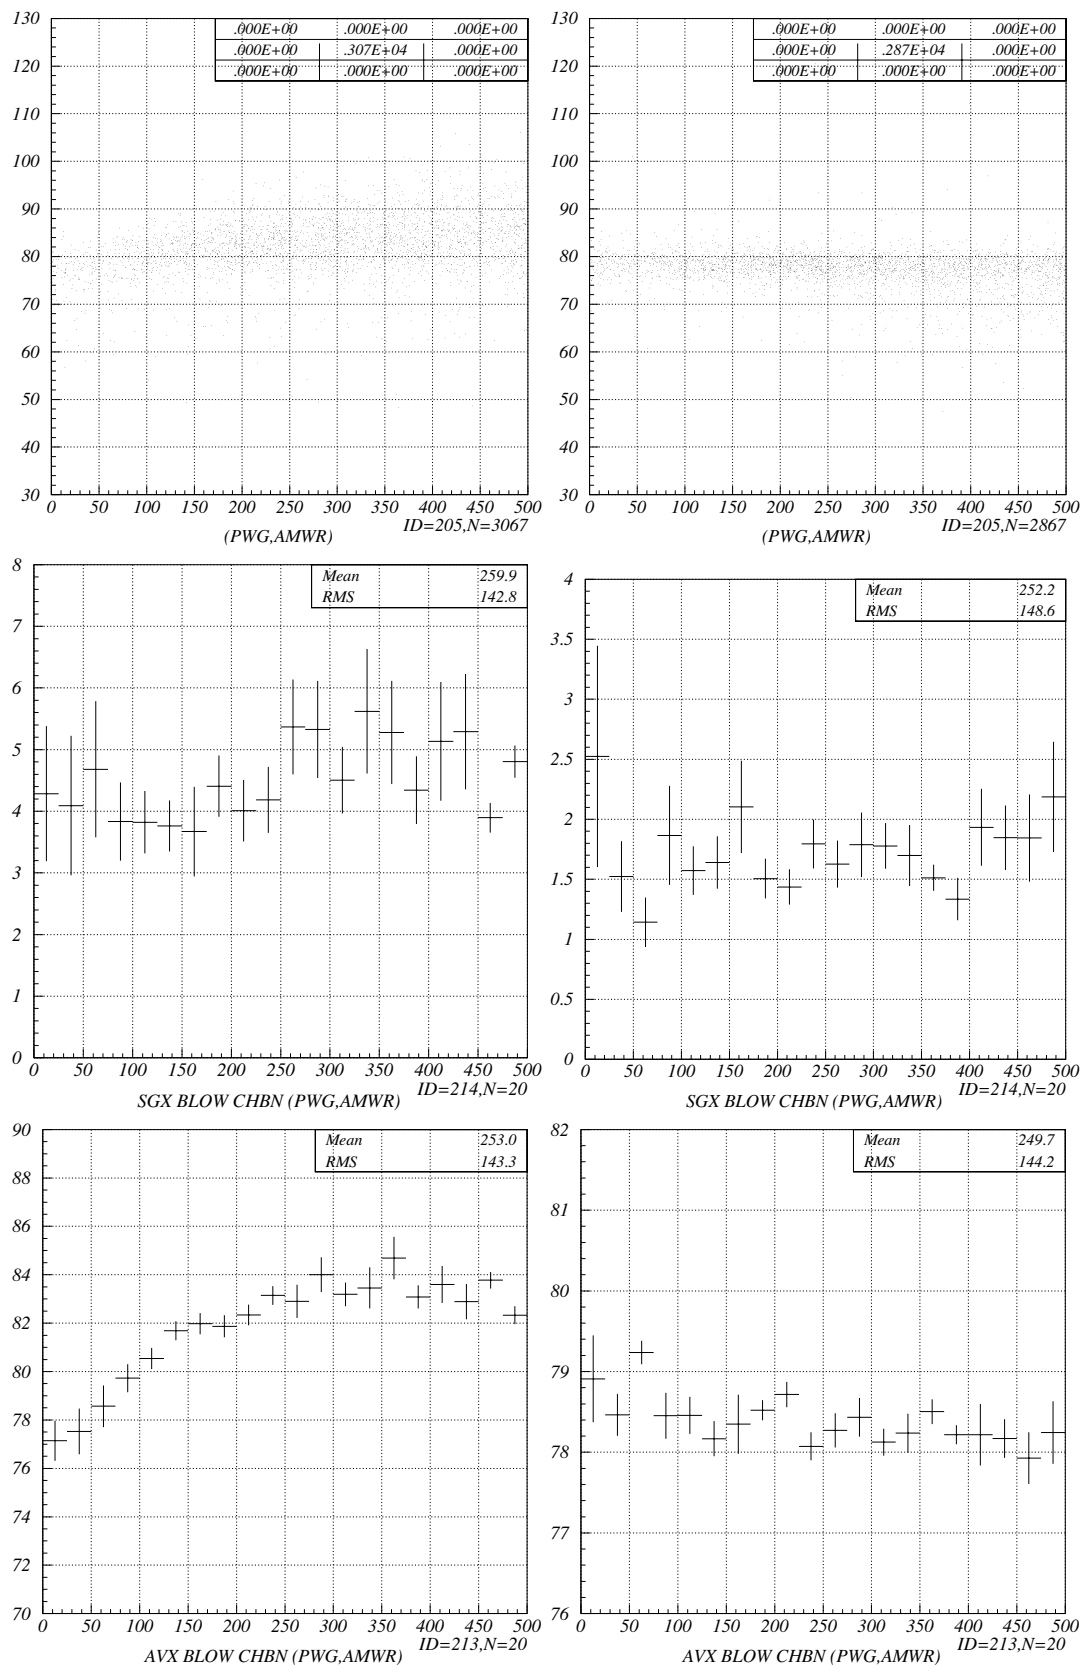 130
120
110
100
90
80
70
60
50
40
30
.000E+00 .000E+00 .000E+00
.000E+00 .307E+04 .000E+00
.000E+00 .000E+00 .000E+00
0 50 100 150 200 250 300 350 400 450 500
ID=205,N=3067
(PWG,AMWR)
130
120
110
100
90
80
70
60
50
40
30
.000E+00 .000E+00 .000E+00
.000E+00 .287E+04 .000E+00
.000E+00 .000E+00 .000E+00
0 50 100 150 200 250 300 350 400 450 500
ID=205,N=2867
(PWG,AMWR)
8
7
6
5
4
3
2
1
0
Mean 259.9
RMS 142.8
0 50 100 150 200 250 300 350 400 450 500
ID=214,N=20
SGX BLOW CHBN (PWG,AMWR)
4
3.5
3
2.5
2
1.5
1
0.5
0
Mean 252.2
RMS 148.6
0 50 100 150 200 250 300 350 400 450 500
ID=214,N=20
SGX BLOW CHBN (PWG,AMWR)
90
88
86
84
82
80
78
76
74
72
70
Mean 253.0
RMS 143.3
0 50 100 150 200 250 300 350 400 450 500
ID=213,N=20
AVX BLOW CHBN (PWG,AMWR)
82
81
80
79
78
77
76
Mean 249.7
RMS 144.2
0 50 100 150 200 250 300 350 400 450 500
ID=213,N=20
AVX BLOW CHBN (PWG,AMWR)